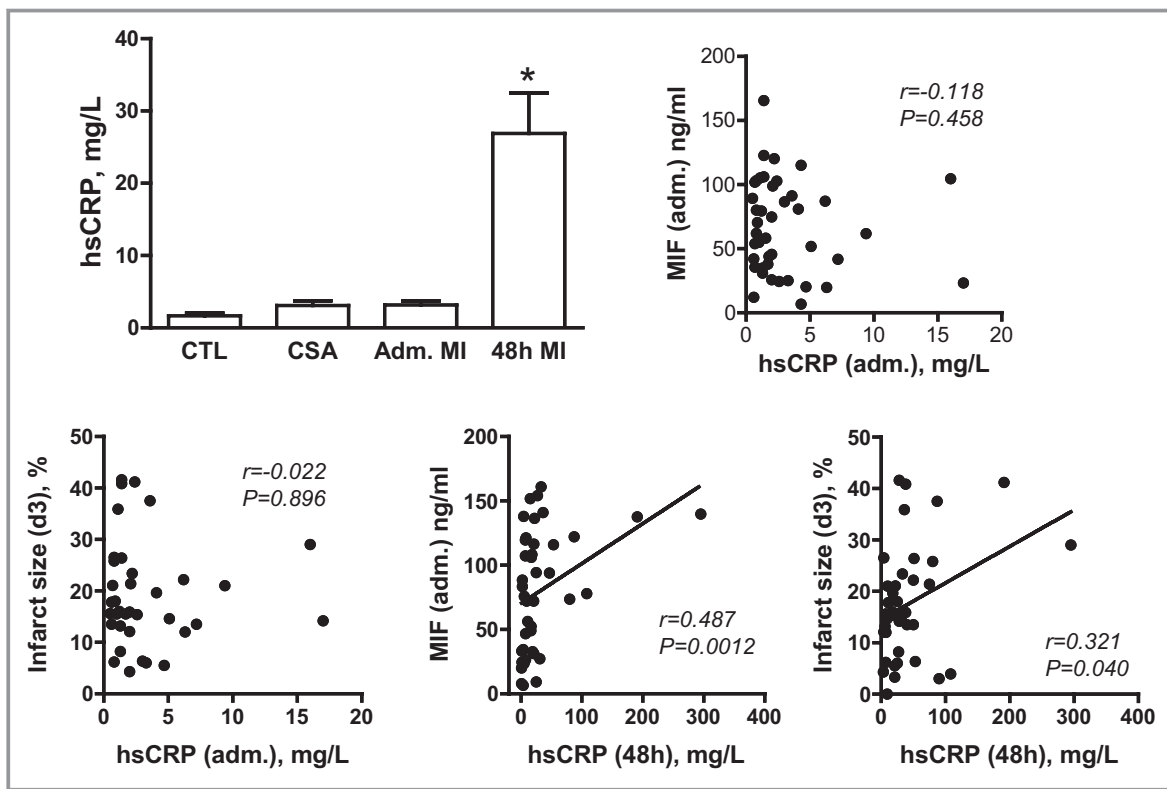 hsCRP, mg/L
40
30
20
10
0
*
CTL CSA Adm. MI 48h MI
MIF (adm.) ng/ml
200
150
100
50
0
r=-0.118
P=0.458
0 5 10 15 20
hsCRP (adm.), mg/L
Infarct size (d3), %
50
40
30
20
10
0
r=-0.022
P=0.896
0 5 10 15 20
hsCRP (adm.), mg/L
MIF (adm.) ng/ml
200
150
100
50
0
r=0.487
P=0.0012
0 100 200 300 400
hsCRP (48h), mg/L
Infarct size (d3), %
50
40
30
20
10
0
r=0.321
P=0.040
0 100 200 300 400
hsCRP (48h), mg/L